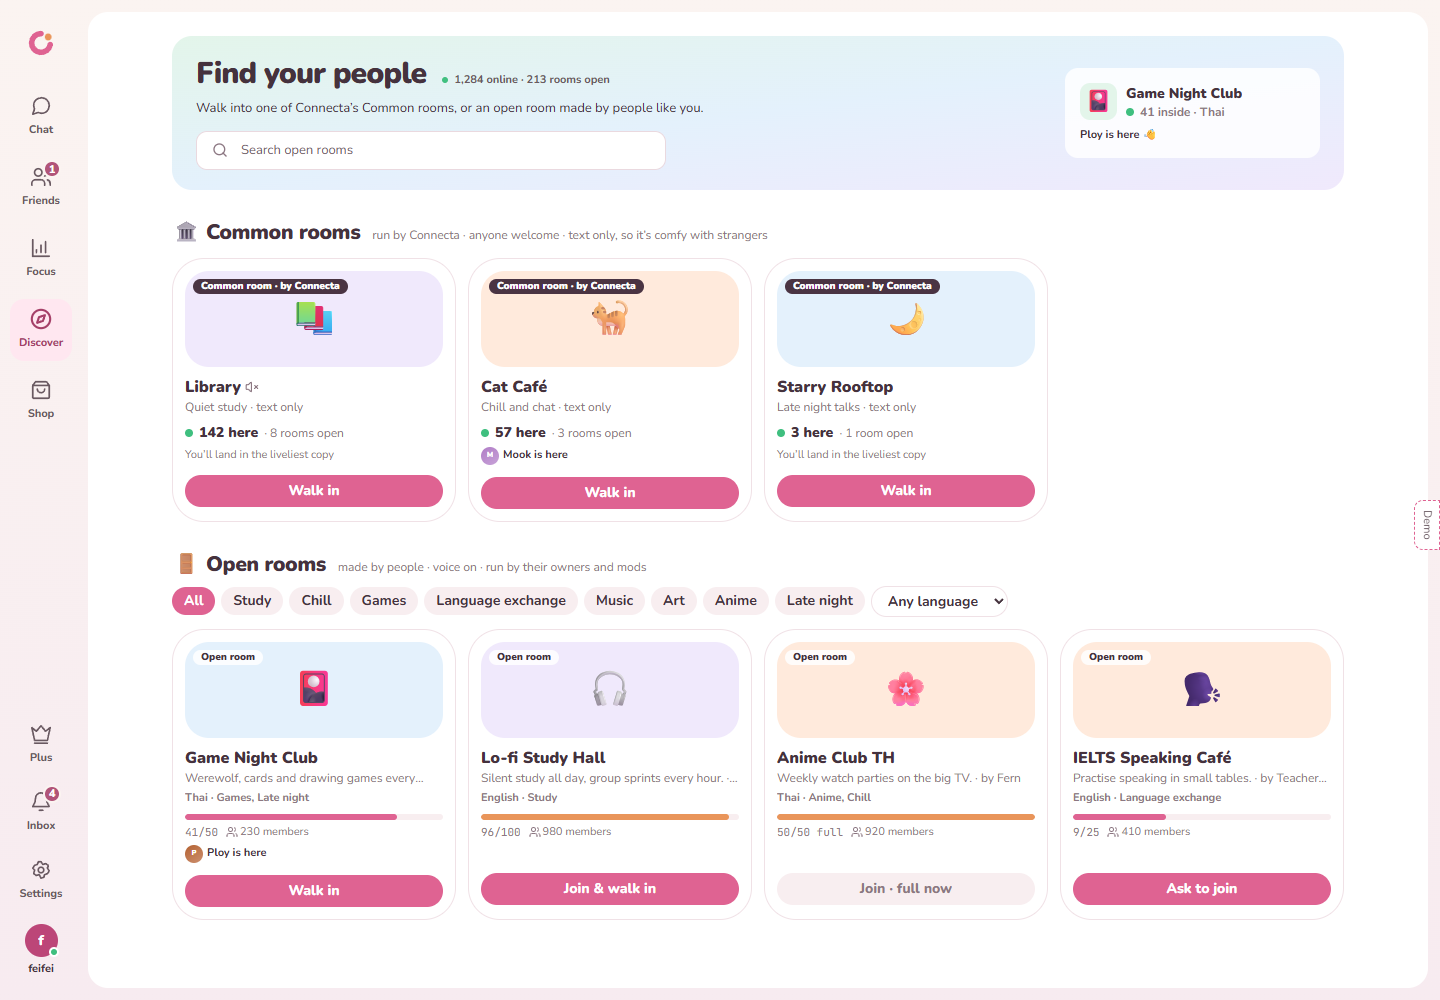 Chat
1
Friends
Focus
Discover
Shop
Plus
4
Inbox
Settings
f
feifei
Find your people
1,284 online · 213 rooms open
Walk into one of Connecta’s Common rooms, or an open room made by people like you.
Search open rooms
Game Night Club
41 inside · Thai
Ploy is here 👋
Common rooms
run by Connecta · anyone welcome · text only, so it’s comfy with strangers
Common room · by Connecta
Library
Quiet study · text only
142 here · 8 rooms open
You’ll land in the liveliest copy
Walk in
Common room · by Connecta
Cat Café
Chill and chat · text only
57 here · 3 rooms open
M Mook is here
Walk in
Common room · by Connecta
Starry Rooftop
Late night talks · text only
3 here · 1 room open
You’ll land in the liveliest copy
Walk in
Demo
Open rooms
made by people · voice on · run by their owners and mods
All
Study
Chill
Games
Language exchange
Music
Art
Anime
Late night
Any language
Open room
Game Night Club
Werewolf, cards and drawing games every...
Thai · Games, Late night
41/50 230 members
P Ploy is here
Walk in
Open room
Lo-fi Study Hall
Silent study all day, group sprints every hour. ·...
English · Study
96/100 980 members
Join & walk in
Open room
Anime Club TH
Weekly watch parties on the big TV. · by Fern
Thai · Anime, Chill
50/50 full 920 members
Join · full now
Open room
IELTS Speaking Café
Practise speaking in small tables. · by Teacher...
English · Language exchange
9/25 410 members
Ask to join